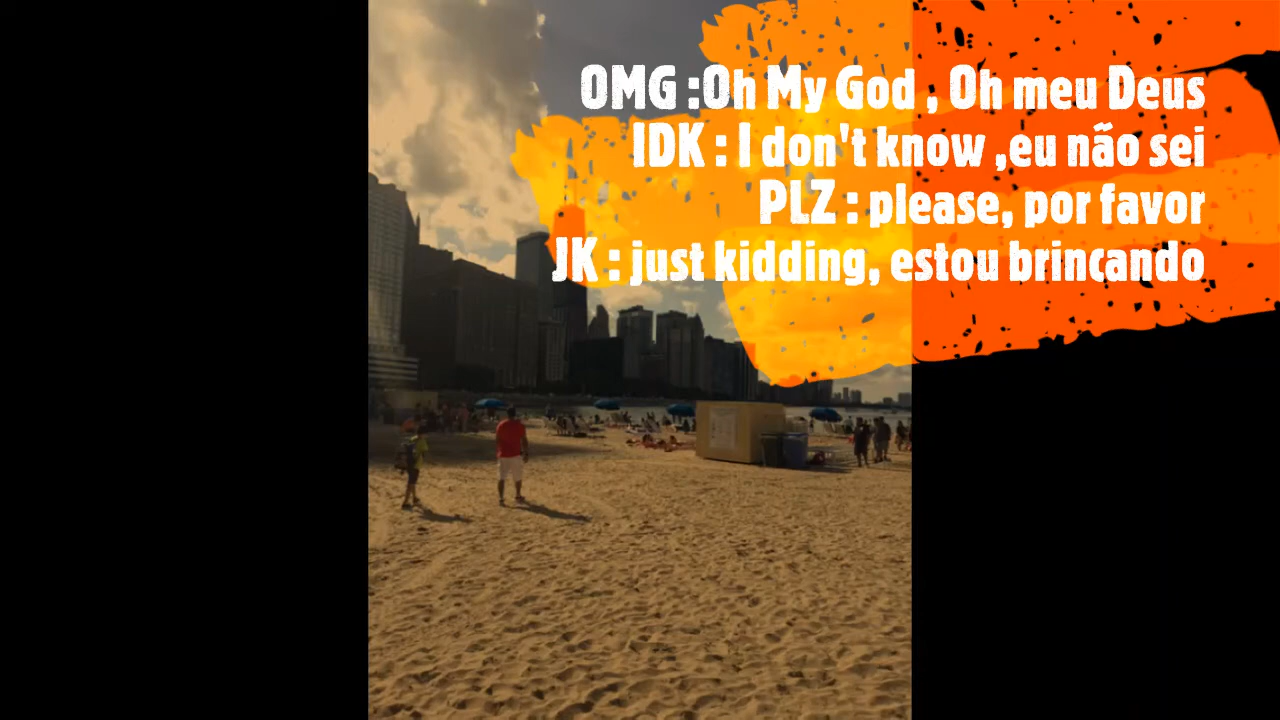 OMG :Oh My God , Oh meu Deus
IDK : I don't know ,eu não sei
PLZ : please, por favor
JK : just kidding, estou brincando